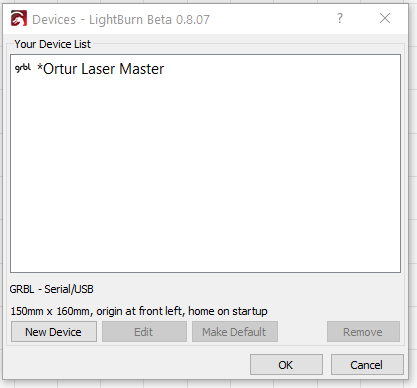 Devices - LightBurn Beta 0.8.07
? ×
Your Device List
grbl *Ortur Laser Master
GRBL - Serial/USB
150mm x 160mm, origin at front left, home on startup
New Device Edit Make Default Remove
OK Cancel